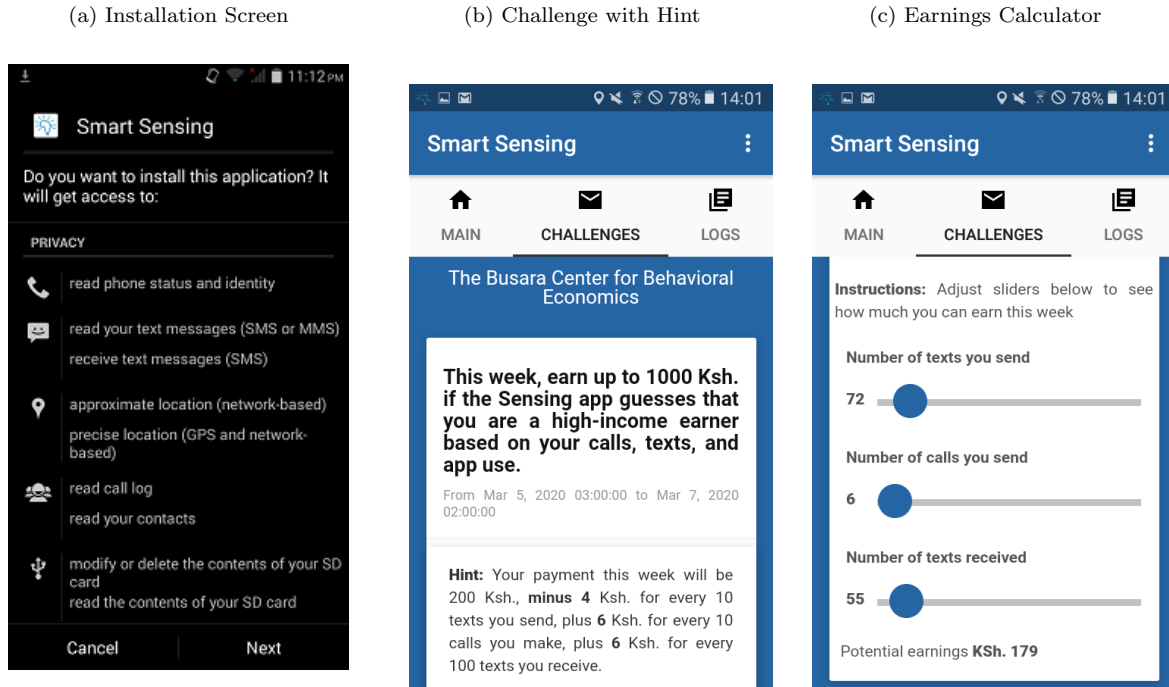 (a) Installation Screen
11:12 PM
Smart Sensing
Do you want to install this application? It
will get access to:
PRIVACY
read phone status and identity
read your text messages (SMS or MMS)
receive text messages (SMS)
approximate location (network-based)
precise location (GPS and network-
based)
read call log
read your contacts
modify or delete the contents of your SD
card
read the contents of your SD card
Cancel Next
(b) Challenge with Hint
78% 14:01
Smart Sensing
MAIN CHALLENGES LOGS
The Busara Center for Behavioral
Economics
This week, earn up to 1000 Ksh.
if the Sensing app guesses that
you are a high-income earner
based on your calls, texts, and
app use.
From Mar 5, 2020 03:00:00 to Mar 7, 2020
02:00:00
Hint: Your payment this week will be
200 Ksh., minus 4 Ksh. for every 10
texts you send, plus 6 Ksh. for every 10
calls you make, plus 6 Ksh. for every
100 texts you receive.
(c) Earnings Calculator
78% 14:01
Smart Sensing
MAIN CHALLENGES LOGS
Instructions: Adjust sliders below to see
how much you can earn this week
Number of texts you send
72
Number of calls you send
6
Number of texts received
55
Potential earnings KSh. 179